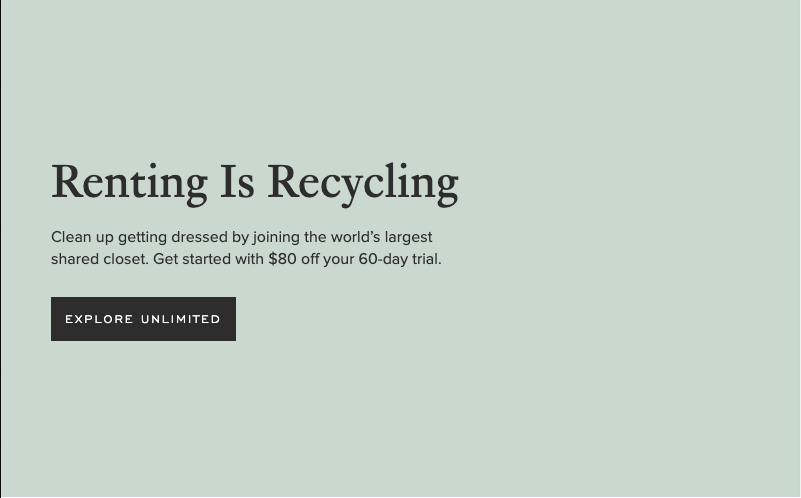 Renting Is Recycling
Clean up getting dressed by joining the world’s largest
shared closet. Get started with $80 off your 60-day trial.
EXPLORE UNLIMITED